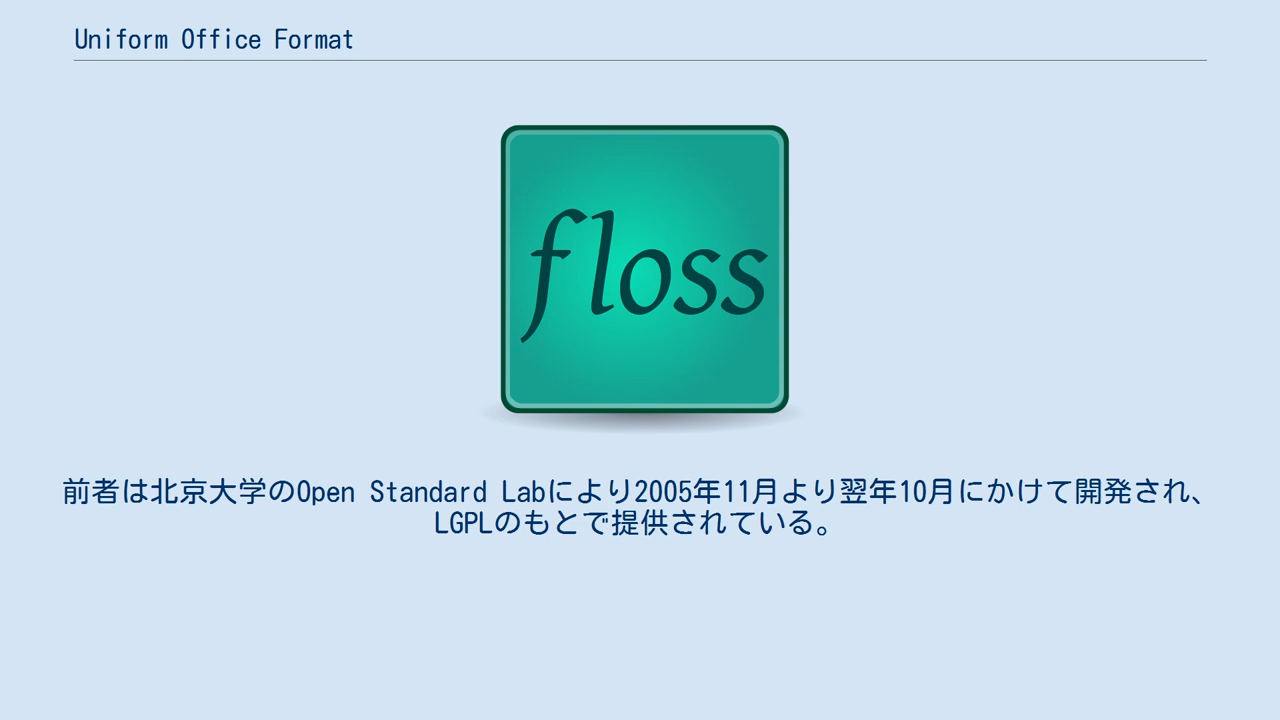 Uniform Office Format
floss
前者は北京大学のOpen Standard Labにより2005年11月より翌年10月にかけて開発され、
LGPLのもとで提供されている。